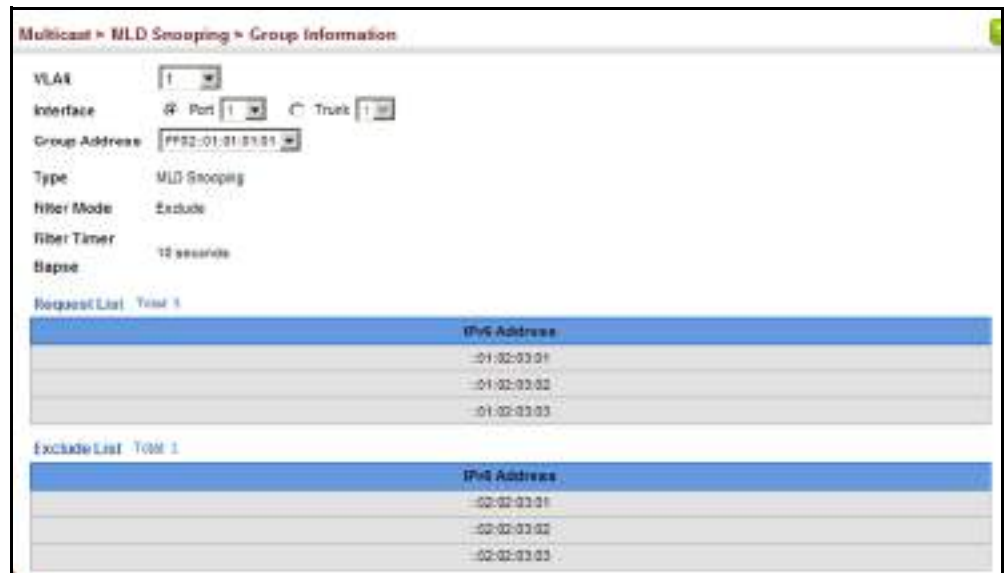 Multicast > MLD Snooping > Group Information
VLAN 1
Interface Port 1 Trunk 1
Group Address FF02::01:01:01:01
Type MLD Snooping
Filter Mode Exclude
Filter Timer
Elapse
10 seconds
Request List Total:
IPv6 Address
::01:02:03:01
::01:02:03:02
::01:02:03:03
Exclude List Total:
IPv6 Address
::02:02:03:01
::02:02:03:02
::02:02:03:03